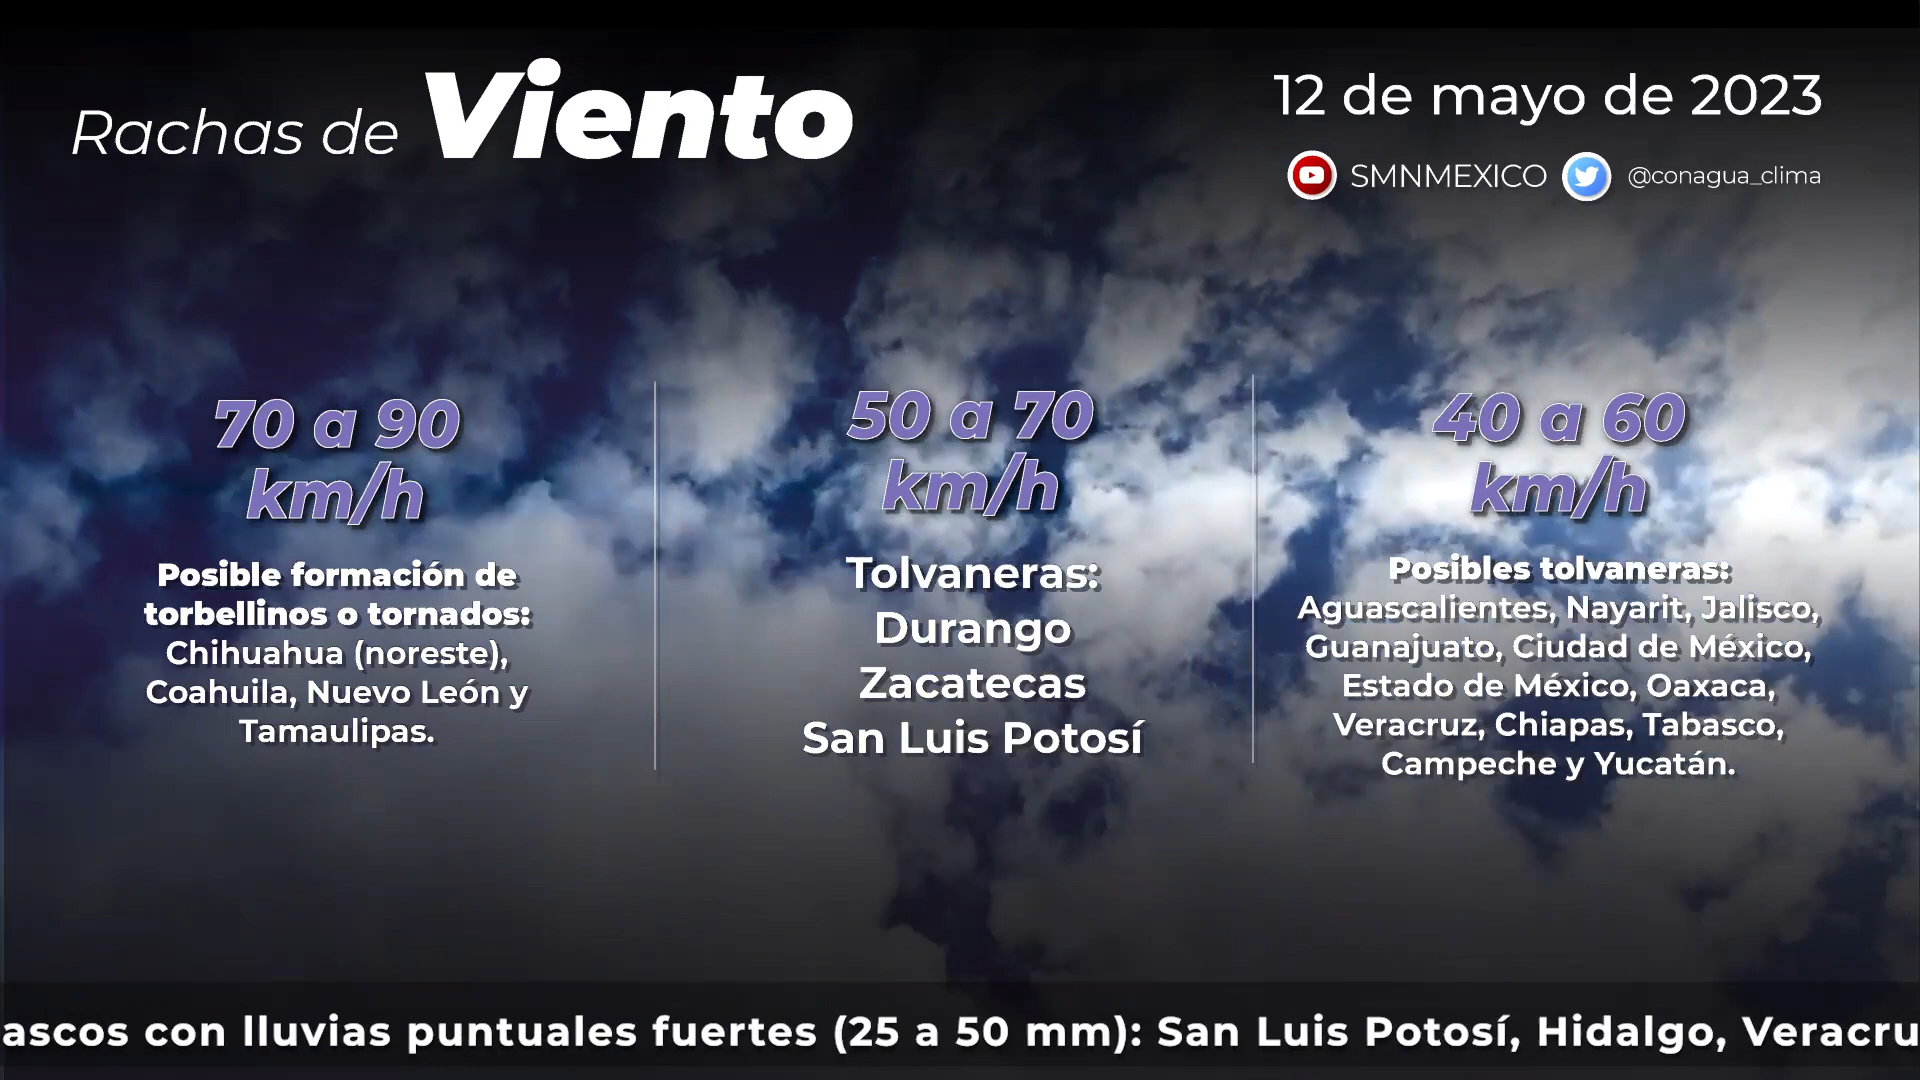 Rachas de Viento
12 de mayo de 2023
SMNMEXICO @conagua_clima
70 a 90
km/h
Posible formación de
torbellinos o tornados:
Chihuahua (noreste),
Coahuila, Nuevo León y
Tamaulipas.
50 a 70
km/h
Tolvaneras:
Durango
Zacatecas
San Luis Potosí
40 a 60
km/h
Posibles tolvaneras:
Aguascalientes, Nayarit, Jalisco,
Guanajuato, Ciudad de México,
Estado de México, Oaxaca,
Veracruz, Chiapas, Tabasco,
Campeche y Yucatán.
ascos con lluvias puntuales fuertes (25 a 50 mm): San Luis Potosí, Hidalgo, Veracru